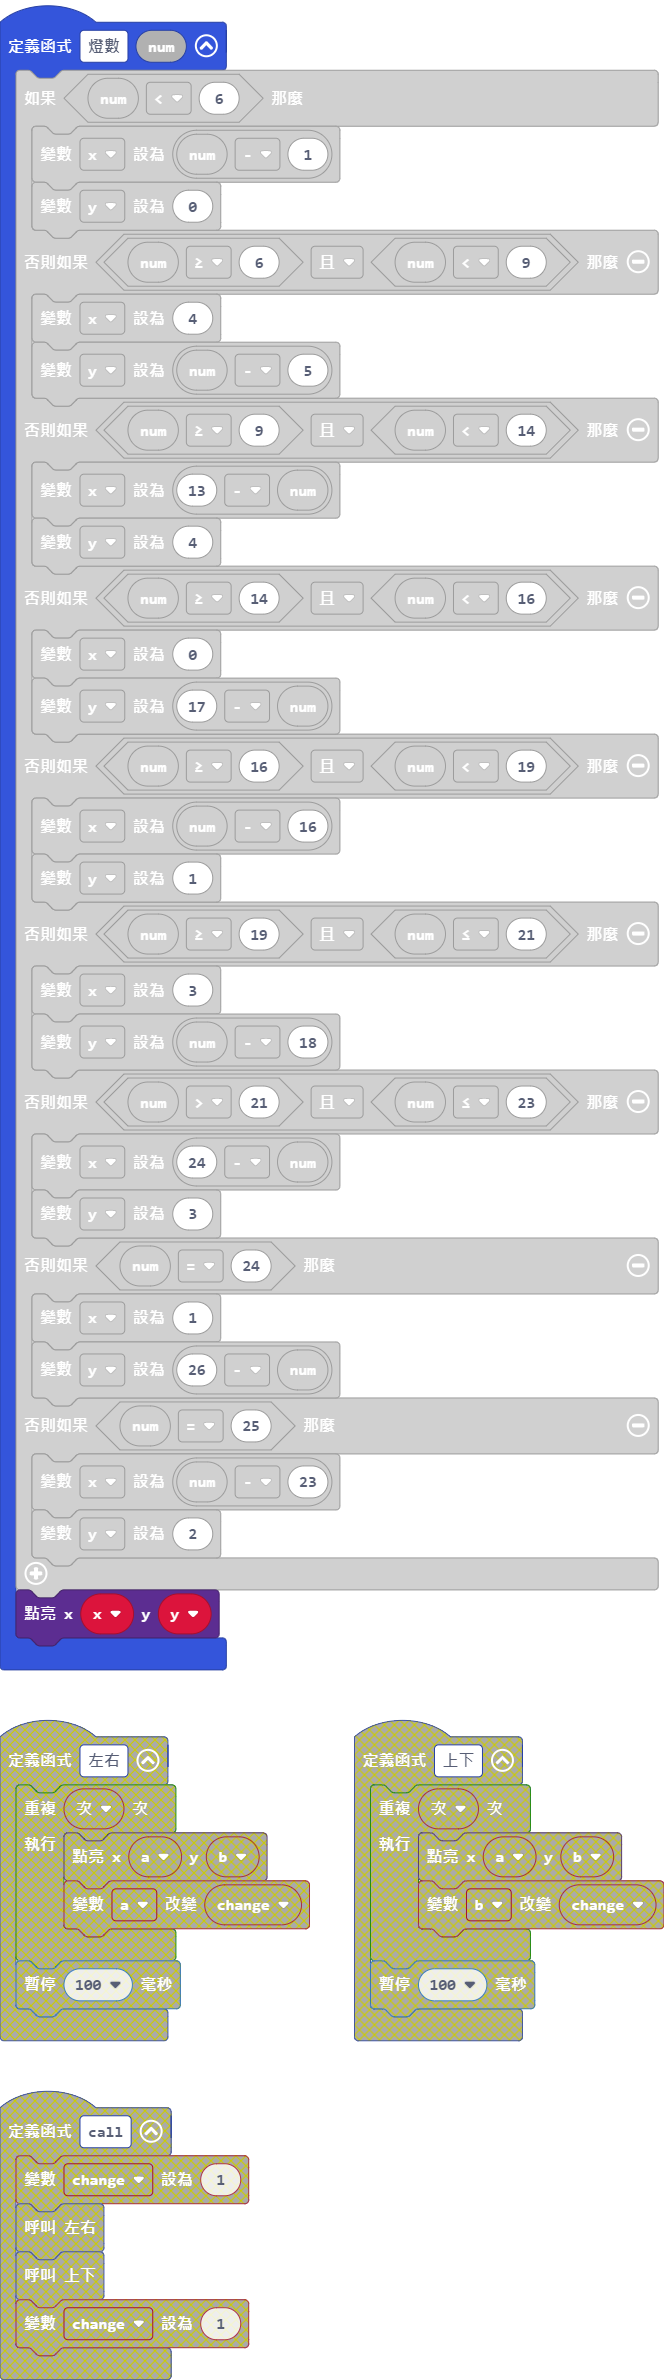 定義函式 燈數 num
如果 num < 6 那麼
變數 x 設為 num - 1
變數 y 設為 0
否則如果 num ≥ 6 且 num < 9 那麼
變數 x 設為 4
變數 y 設為 num - 5
否則如果 num ≥ 9 且 num < 14 那麼
變數 x 設為 13 - num
變數 y 設為 4
否則如果 num ≥ 14 且 num < 16 那麼
變數 x 設為 0
變數 y 設為 17 - num
否則如果 num ≥ 16 且 num < 19 那麼
變數 x 設為 num - 16
變數 y 設為 1
否則如果 num ≥ 19 且 num ≤ 21 那麼
變數 x 設為 3
變數 y 設為 num - 18
否則如果 num > 21 且 num ≤ 23 那麼
變數 x 設為 24 - num
變數 y 設為 3
否則如果 num = 24 那麼
變數 x 設為 1
變數 y 設為 26 - num
否則如果 num = 25 那麼
變數 x 設為 num - 23
變數 y 設為 2
點亮 x x y y
定義函式 左右
重複 次 次
執行
點亮 x a y b
變數 a 改變 change
暫停 100 毫秒
定義函式 上下
重複 次 次
執行
點亮 x a y b
變數 b 改變 change
暫停 100 毫秒
定義函式 call
變數 change 設為 1
呼叫 左右
呼叫 上下
變數 change 設為 1